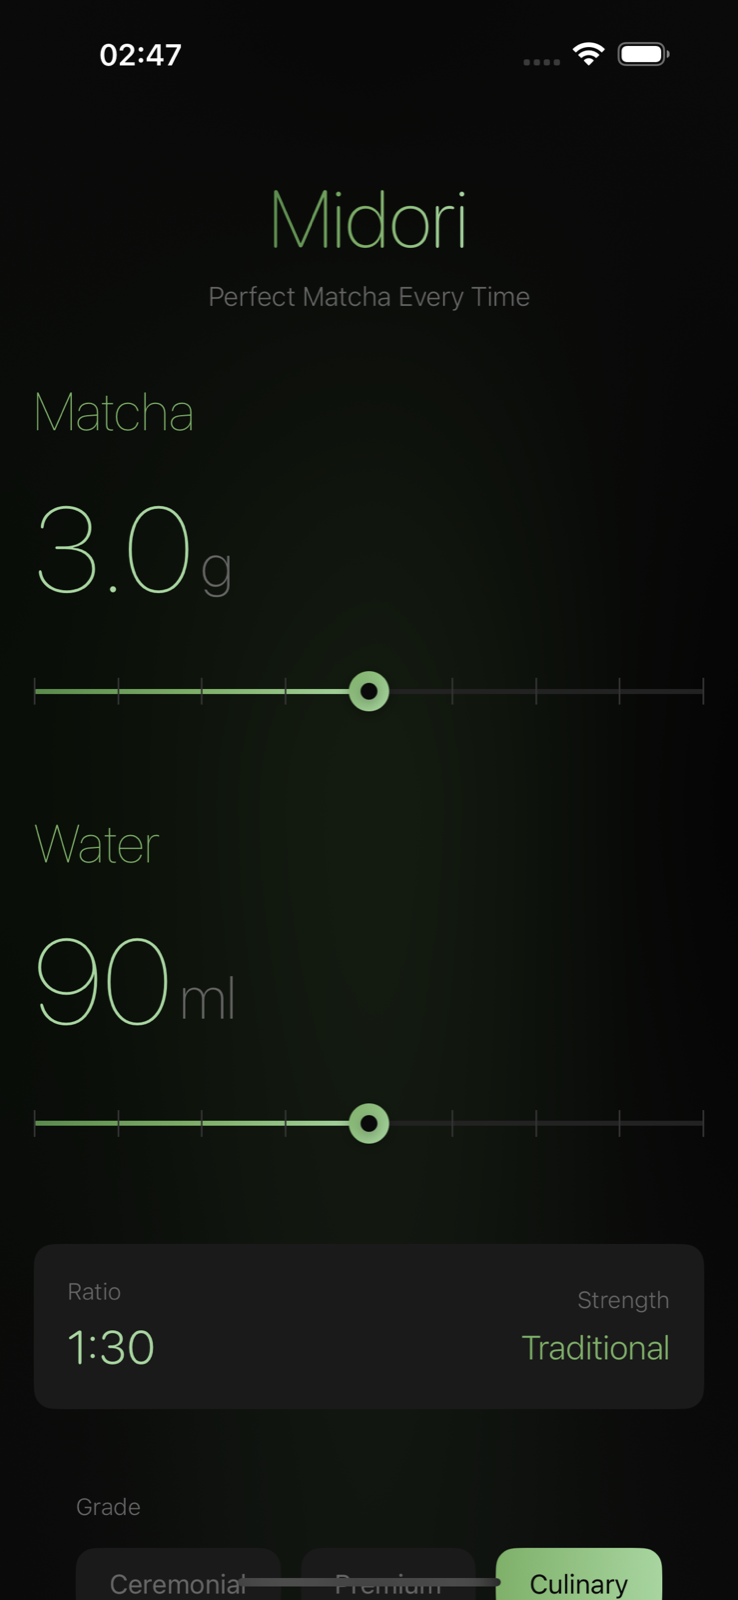 02:47
Midori
Perfect Matcha Every Time
Matcha
3.0 g
Water
90 ml
Ratio
Strength
1:30
Traditional
Grade
Ceremonial Premium Culinary